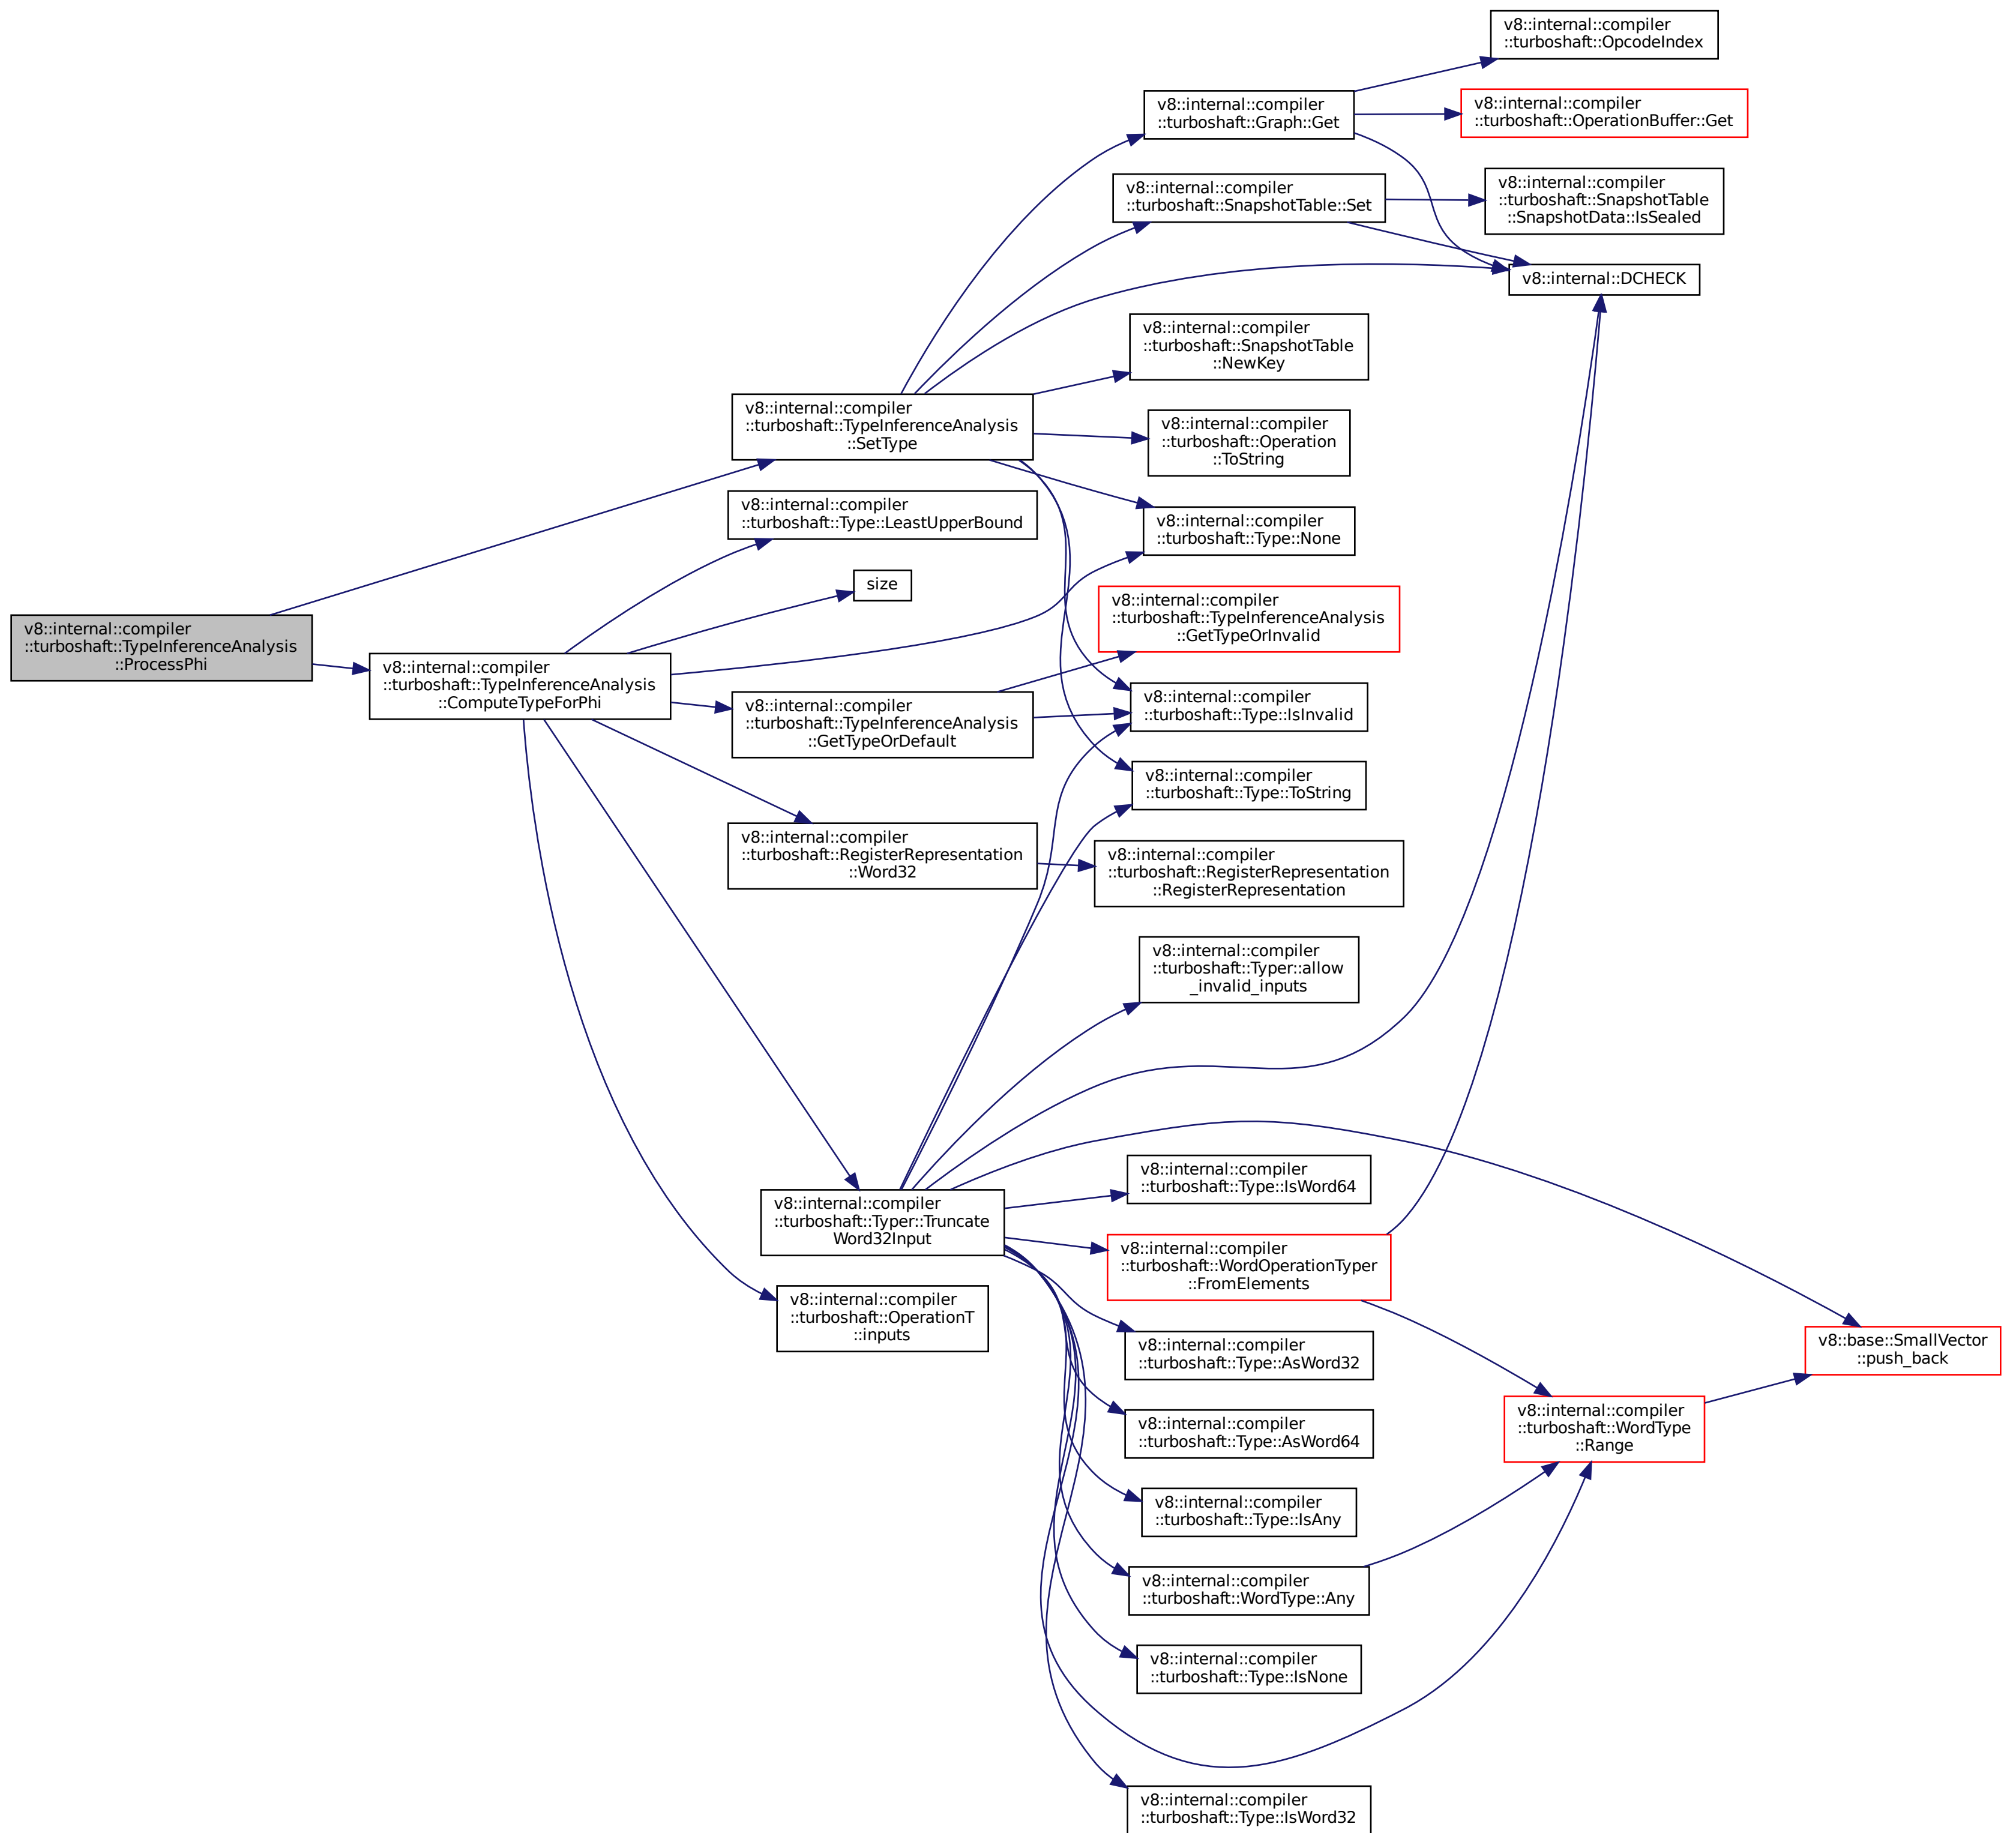 v8::internal::compiler
::turboshaft::OpcodeIndex
v8::internal::compiler
::turboshaft::Graph::Get
v8::internal::compiler
::turboshaft::OperationBuffer::Get
v8::internal::compiler
::turboshaft::SnapshotTable::Set
v8::internal::compiler
::turboshaft::SnapshotTable
::SnapshotData::IsSealed
v8::internal::DCHECK
v8::internal::compiler
::turboshaft::SnapshotTable
::NewKey
v8::internal::compiler
::turboshaft::TypeInferenceAnalysis
::SetType
v8::internal::compiler
::turboshaft::Operation
::ToString
v8::internal::compiler
::turboshaft::Type::LeastUpperBound
v8::internal::compiler
::turboshaft::Type::None
size
v8::internal::compiler
::turboshaft::TypeInferenceAnalysis
::GetTypeOrInvalid
v8::internal::compiler
::turboshaft::TypeInferenceAnalysis
::ProcessPhi
v8::internal::compiler
::turboshaft::TypeInferenceAnalysis
::ComputeTypeForPhi
v8::internal::compiler
::turboshaft::TypeInferenceAnalysis
::GetTypeOrDefault
v8::internal::compiler
::turboshaft::Type::IsInvalid
v8::internal::compiler
::turboshaft::Type::ToString
v8::internal::compiler
::turboshaft::RegisterRepresentation
::Word32
v8::internal::compiler
::turboshaft::RegisterRepresentation
::RegisterRepresentation
v8::internal::compiler
::turboshaft::Typer::allow
_invalid_inputs
v8::internal::compiler
::turboshaft::Type::IsWord64
v8::internal::compiler
::turboshaft::Typer::Truncate
Word32Input
v8::internal::compiler
::turboshaft::WordOperationTyper
::FromElements
v8::internal::compiler
::turboshaft::OperationT
::inputs
v8::internal::compiler
::turboshaft::Type::AsWord32
v8::base::SmallVector
::push_back
v8::internal::compiler
::turboshaft::Type::AsWord64
v8::internal::compiler
::turboshaft::WordType
::Range
v8::internal::compiler
::turboshaft::Type::IsAny
v8::internal::compiler
::turboshaft::WordType::Any
v8::internal::compiler
::turboshaft::Type::IsNone
v8::internal::compiler
::turboshaft::Type::IsWord32